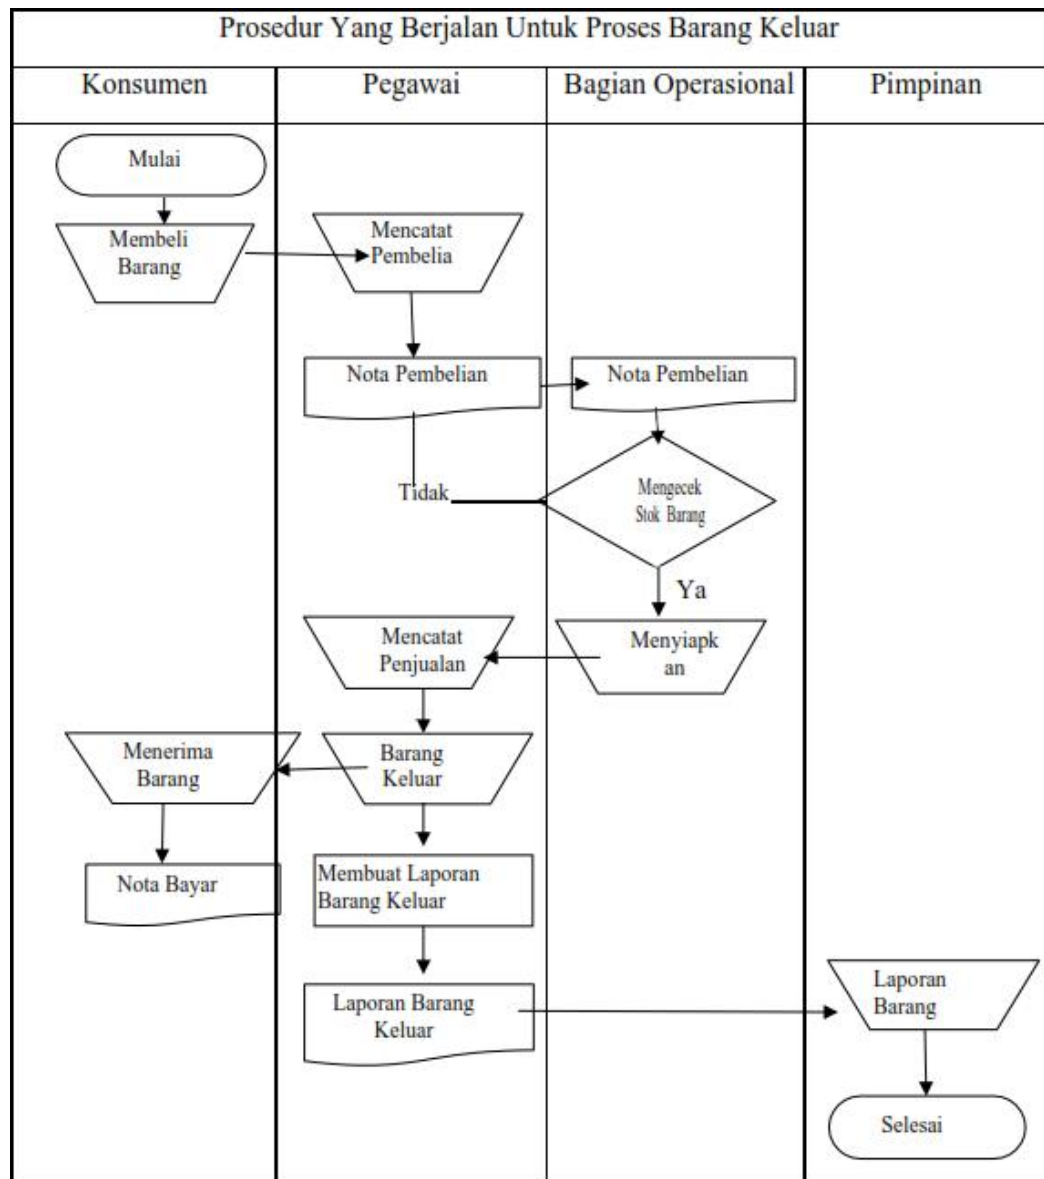 Prosedur Yang Berjalan Untuk Proses Barang Keluar
Konsumen
Pegawai
Bagian Operasional
Pimpinan
Mulai
Membeli
Barang
Mencatat
Pembelia
Nota Pembelian
Nota Pembelian
Tidak
Mengecek
Stok Barang
Ya
Menyiapk
an
Mencatat
Penjualan
Barang
Keluar
Menerima
Barang
Nota Bayar
Membuat Laporan
Barang Keluar
Laporan Barang
Keluar
Laporan
Barang
Selesai